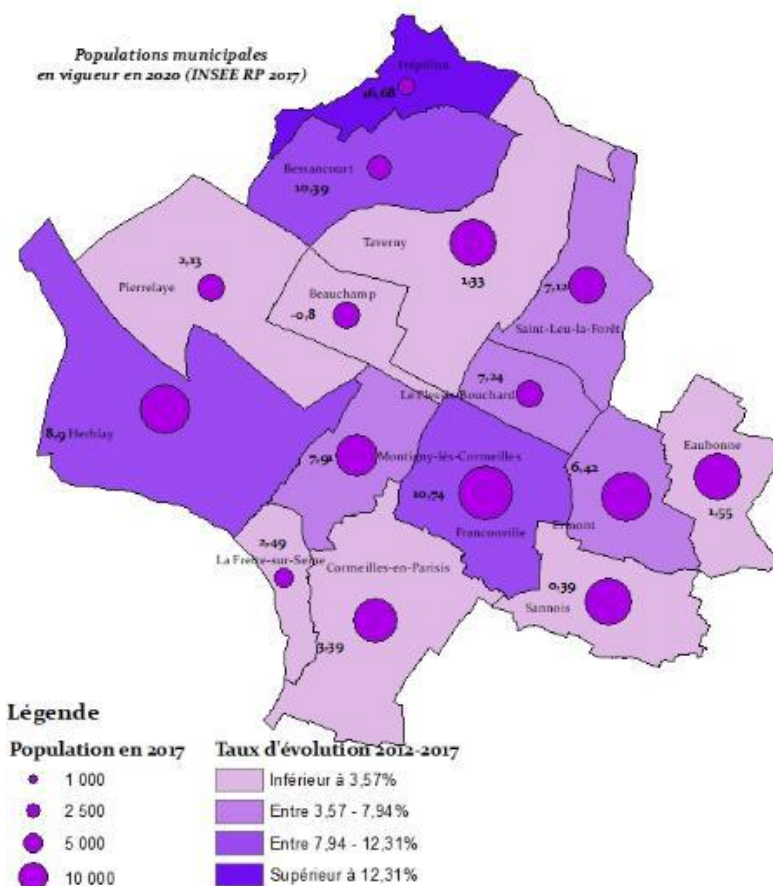 Populations municipales
en vigueur en 2020 (INSEE RP 2017)
Frépillon
16,68
Bessancourt
10,39
Taverny
1,33
2,13
Pierrelaye
Beauchamp
-0,8
7,12
Saint-Leu-la-Forêt
7,24
Le Plessis-Bouchard
8,9 Herblay
7,91
Montigny-lès-Cormeilles
10,74
Franconville
6,42
Ermont
Eaubonne
1,55
2,49
La Frette-sur-Seine
Cormeilles-en-Parisis
3,39
0,39
Sannois
Légende
Population en 2017
1 000
2 500
5 000
10 000
Taux d'évolution 2012-2017
Inférieur à 3,57%
Entre 3,57 - 7,94%
Entre 7,94 - 12,31%
Supérieur à 12,31%